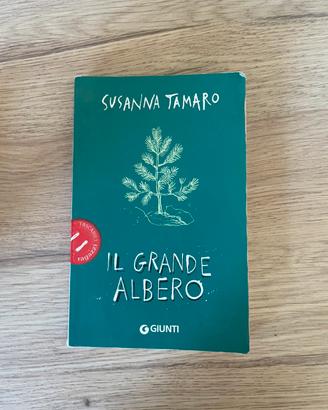 SUSANNA TAMARO
IL GRANDE
ALBERO
GIUNTI